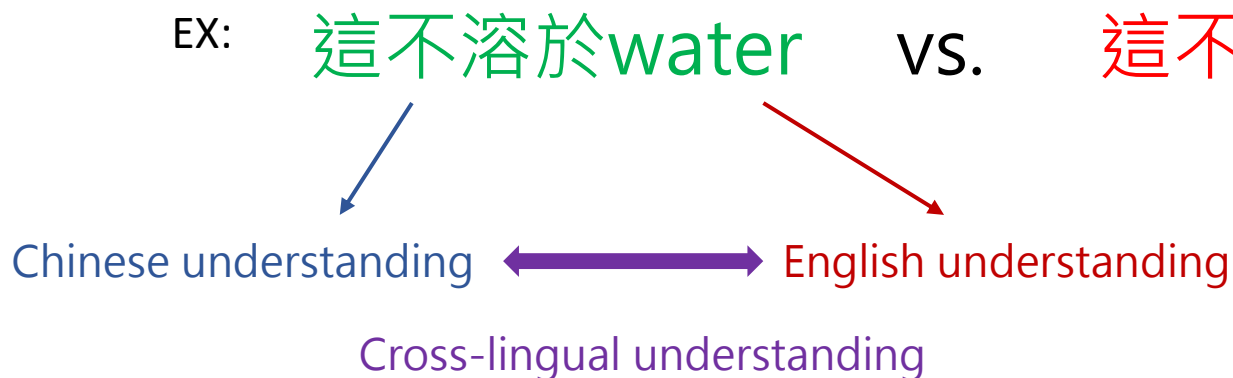 EX: 這不溶於water vs. 這不
Chinese understanding English understanding
Cross-lingual understanding